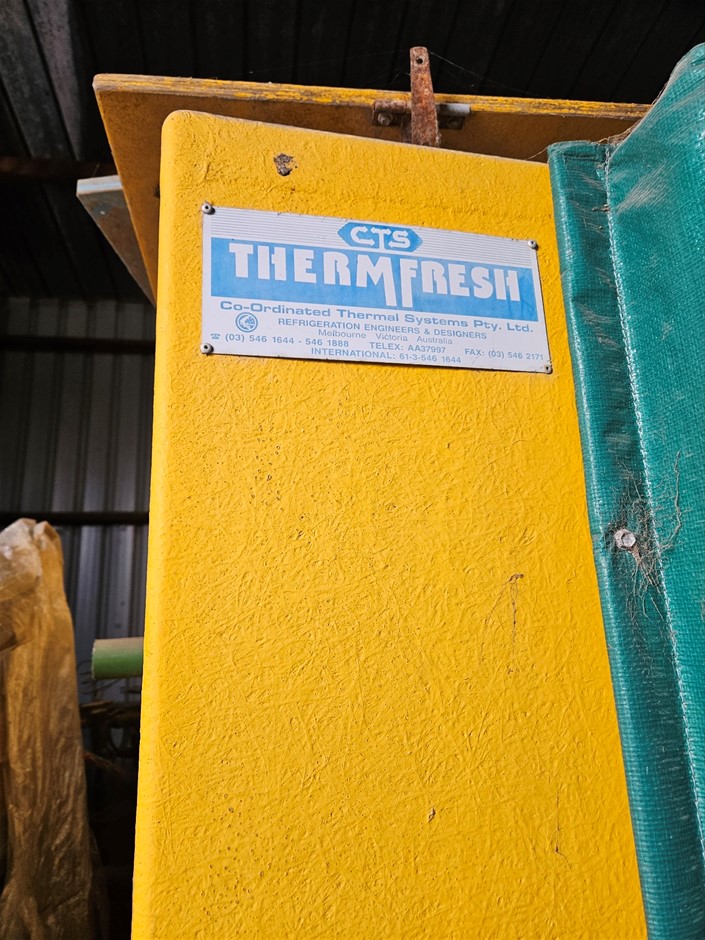 CTS
THERMFRESH
Co-Ordinated Thermal Systems Pty. Ltd.
REFRIGERATION ENGINEERS & DESIGNERS
Melbourne Victoria Australia
☎ (03) 546 1644 - 546 1888 TELEX: AA37997 FAX: (03) 546 2171
INTERNATIONAL: 61-3-546 1644